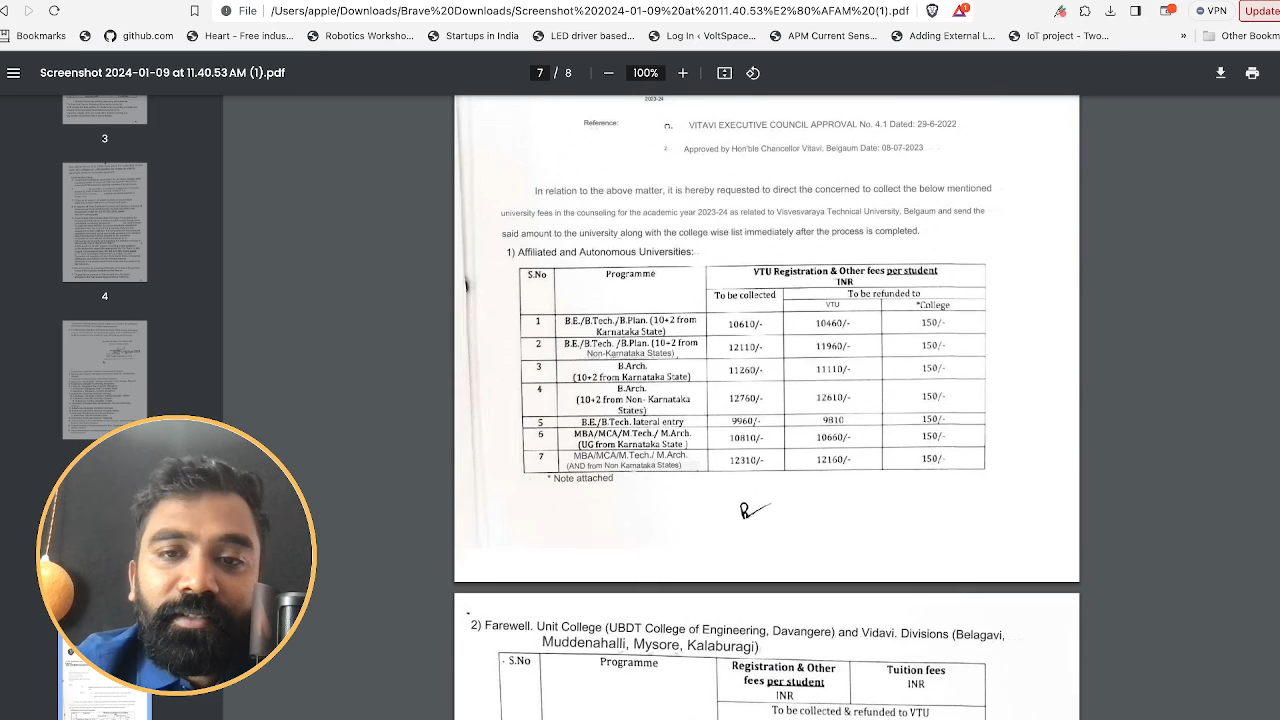 File /Users/apple/Downloads/Brave%20Downloads/Screenshot%202024-01-09%20at%2011.40.53%E2%80%AFAM%20(1).pdf 1 VPN Update
Bookmarks github.com Heart - Free indus... Robotics Worksho... Startups in India LED driver based... Log In ‹ VoltSpace... APM Current Sens... Adding External L... IoT project - Two... » Other Bookm
Screenshot 2024-01-09 at 11.40.53 AM (1).pdf 7 / 8 100%
3
4
2023-24
Reference:
VITAVI EXECUTIVE COUNCIL APPROVAL No. 4.1 Dated: 29-6-2022
2. Approved by Hon'ble Chancellor Vitavi, Belgaum Date: 08-07-2023
In relation to the above matter, it is hereby requested to direct the concerned to collect the below mentioned
university in the counseling for the academic year 2023-24 as related to Technical University, Belgaum and send the
said amount to the university along with the college wise list immediately after the process is completed.
1) Affiliated and Autonomous Universities:
S.No Programme VTU Registration & Other fees per student
INR
To be collected To be refunded to
VTU *College
B.E./B.Tech./B.Plan. (10+2 from
Karnataka State) 10610/- 10460/- 150/-
2 B.E./B.Tech. /B.Plan. (10+2 from
Non-Karnataka States) 12110/- 11960/- 150/-
3 B.Arch.
(10+2 from Karnataka State) 11260/- 11110/- 150/-
4 B.Arch.
(10+2 from Non- Karnataka
States) 12760/- 12610/- 150/-
5 B.E./B.Tech. lateral entry 9960/- 9810 150/-
6 MBA/MCA/M.Tech./ M.Arch.
(UG from Karnataka State ) 10810/- 10660/- 150/-
7 MBA/MCA/M.Tech./ M.Arch.
(AND from Non Karnataka States) 12310/- 12160/- 150/-
* Note attached
2) Farewell. Unit College (UBDT College of Engineering, Davangere) and Vidavi. Divisions (Belagavi,
Muddenahalli, Mysore, Kalaburagi)
No Programme Registration & Other
fees per student
INR
Tuition fees
INR
ected & refunded to VTU